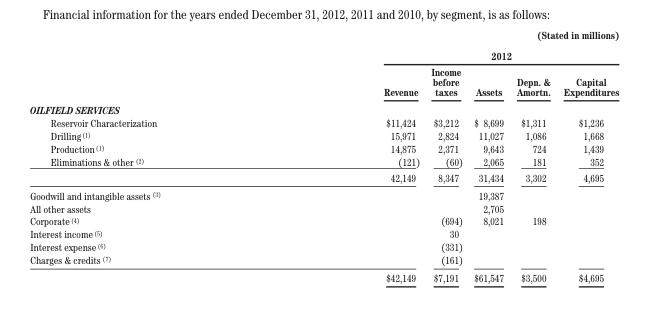 Financial information for the years ended December 31, 2012, 2011 and 2010, by segment, is as follows:
(Stated in millions)
2012
Revenue Income before taxes Assets Depn. & Amortn. Capital Expenditures
OILFIELD SERVICES
Reservoir Characterization $11,424 $3,212 $ 8,699 $1,311 $1,236
Drilling (1) 15,971 2,824 11,027 1,086 1,668
Production (1) 14,875 2,371 9,643 724 1,439
Eliminations & other (2) (121) (60) 2,065 181 352
42,149 8,347 31,434 3,302 4,695
Goodwill and intangible assets (3) 19,387
All other assets 2,705
Corporate (4) (694) 8,021 198
Interest income (5) 30
Interest expense (6) (331)
Charges & credits (7) (161)
$42,149 $7,191 $61,547 $3,500 $4,695